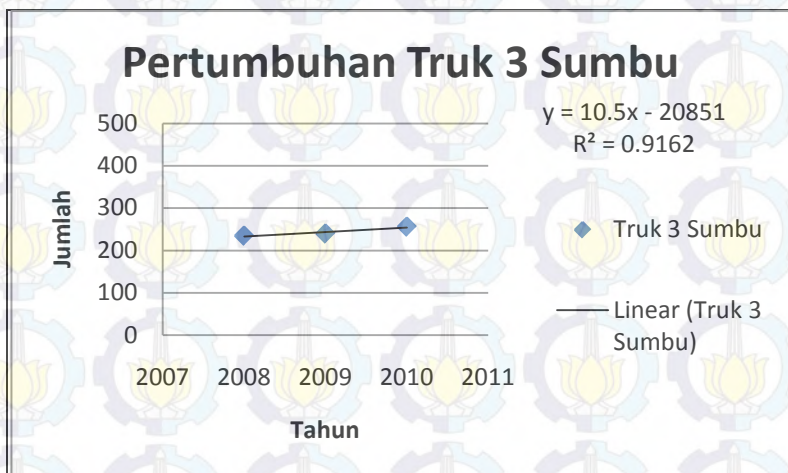 Pertumbuhan Truk 3 Sumbu
y = 10.5x - 20851
R² = 0.9162
500
400
300
200
100
0
Jumlah
2007 2008 2009 2010 2011
Tahun
Truk 3 Sumbu
Linear (Truk 3
Sumbu)